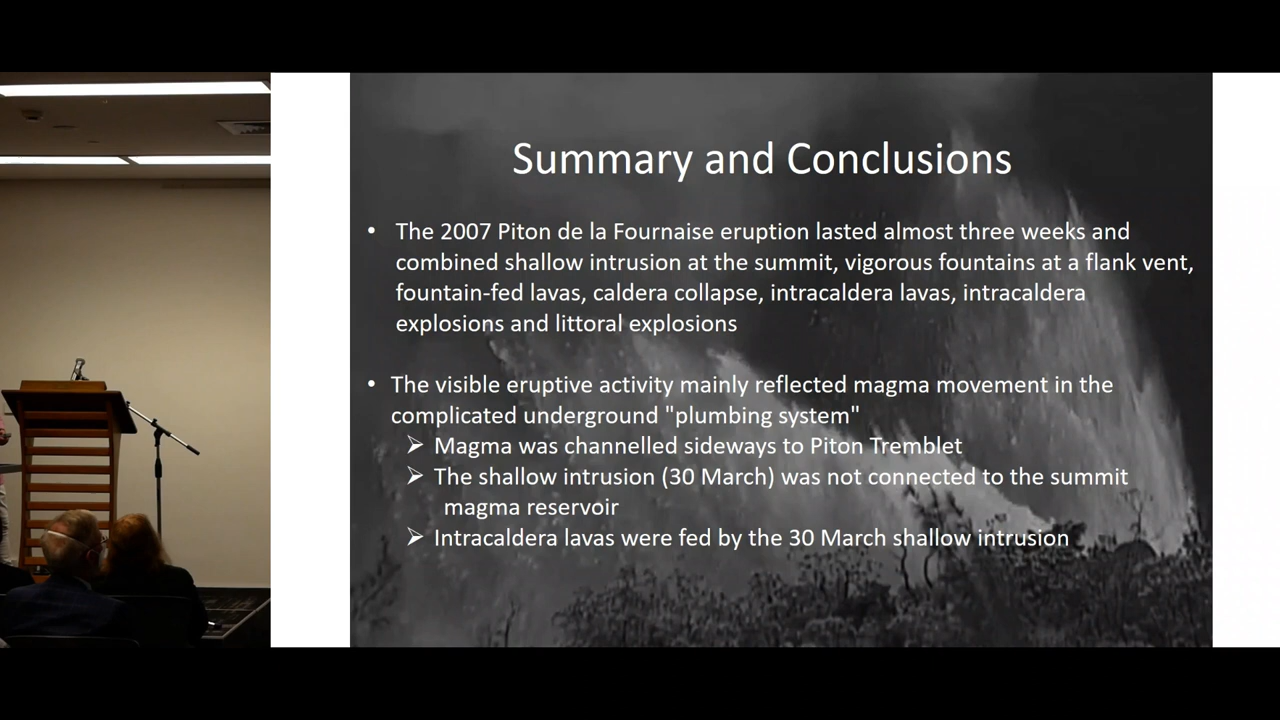 Summary and Conclusions
• The 2007 Piton de la Fournaise eruption lasted almost three weeks and
combined shallow intrusion at the summit, vigorous fountains at a flank vent,
fountain-fed lavas, caldera collapse, intracaldera lavas, intracaldera
explosions and littoral explosions
• The visible eruptive activity mainly reflected magma movement in the
complicated underground "plumbing system"
➢ Magma was channelled sideways to Piton Tremblet
➢ The shallow intrusion (30 March) was not connected to the summit
magma reservoir
➢ Intracaldera lavas were fed by the 30 March shallow intrusion